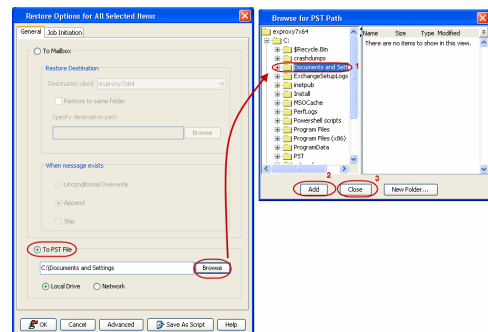 Restore Options for All Selected Items
General Job Initiation
To Mailbox
Restore Destination
Destination client exproxy7x64
Restore to same folder
Specify destination path
Browse
When message exists
Unconditional Overwrite
Append
Skip
To PST File
C:\Documents and Settings Browse
Local Drive Network
OK Cancel Advanced Save As Script Help
Browse for PST Path
exproxy7x64 Name Size Type Modified
C: There are no items to show in this view.
$Recycle.Bin
crashdumps
Documents and Setti 1
ExchangeSetupLogs
inetpub
Install
MSOCache
PerfLogs
Powershell scripts
Program Files
Program Files (x86)
ProgramData
PST
2 3
Add Close New Folder...